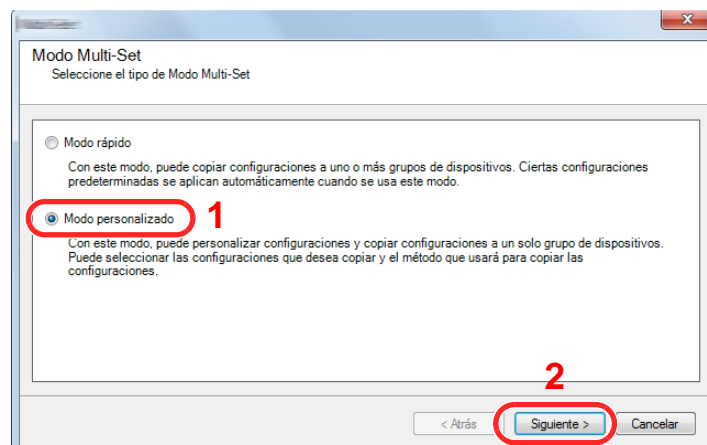 Modo Multi-Set
Seleccione el tipo de Modo Multi-Set
Modo rápido
Con este modo, puede copiar configuraciones a uno o más grupos de dispositivos. Ciertas configuraciones
predeterminadas se aplican automáticamente cuando se usa este modo.
Modo personalizado
1
Con este modo, puede personalizar configuraciones y copiar configuraciones a un solo grupo de dispositivos.
Puede seleccionar las configuraciones que desea copiar y el método que usará para copiar las
configuraciones.
2
< Atrás
Siguiente >
Cancelar